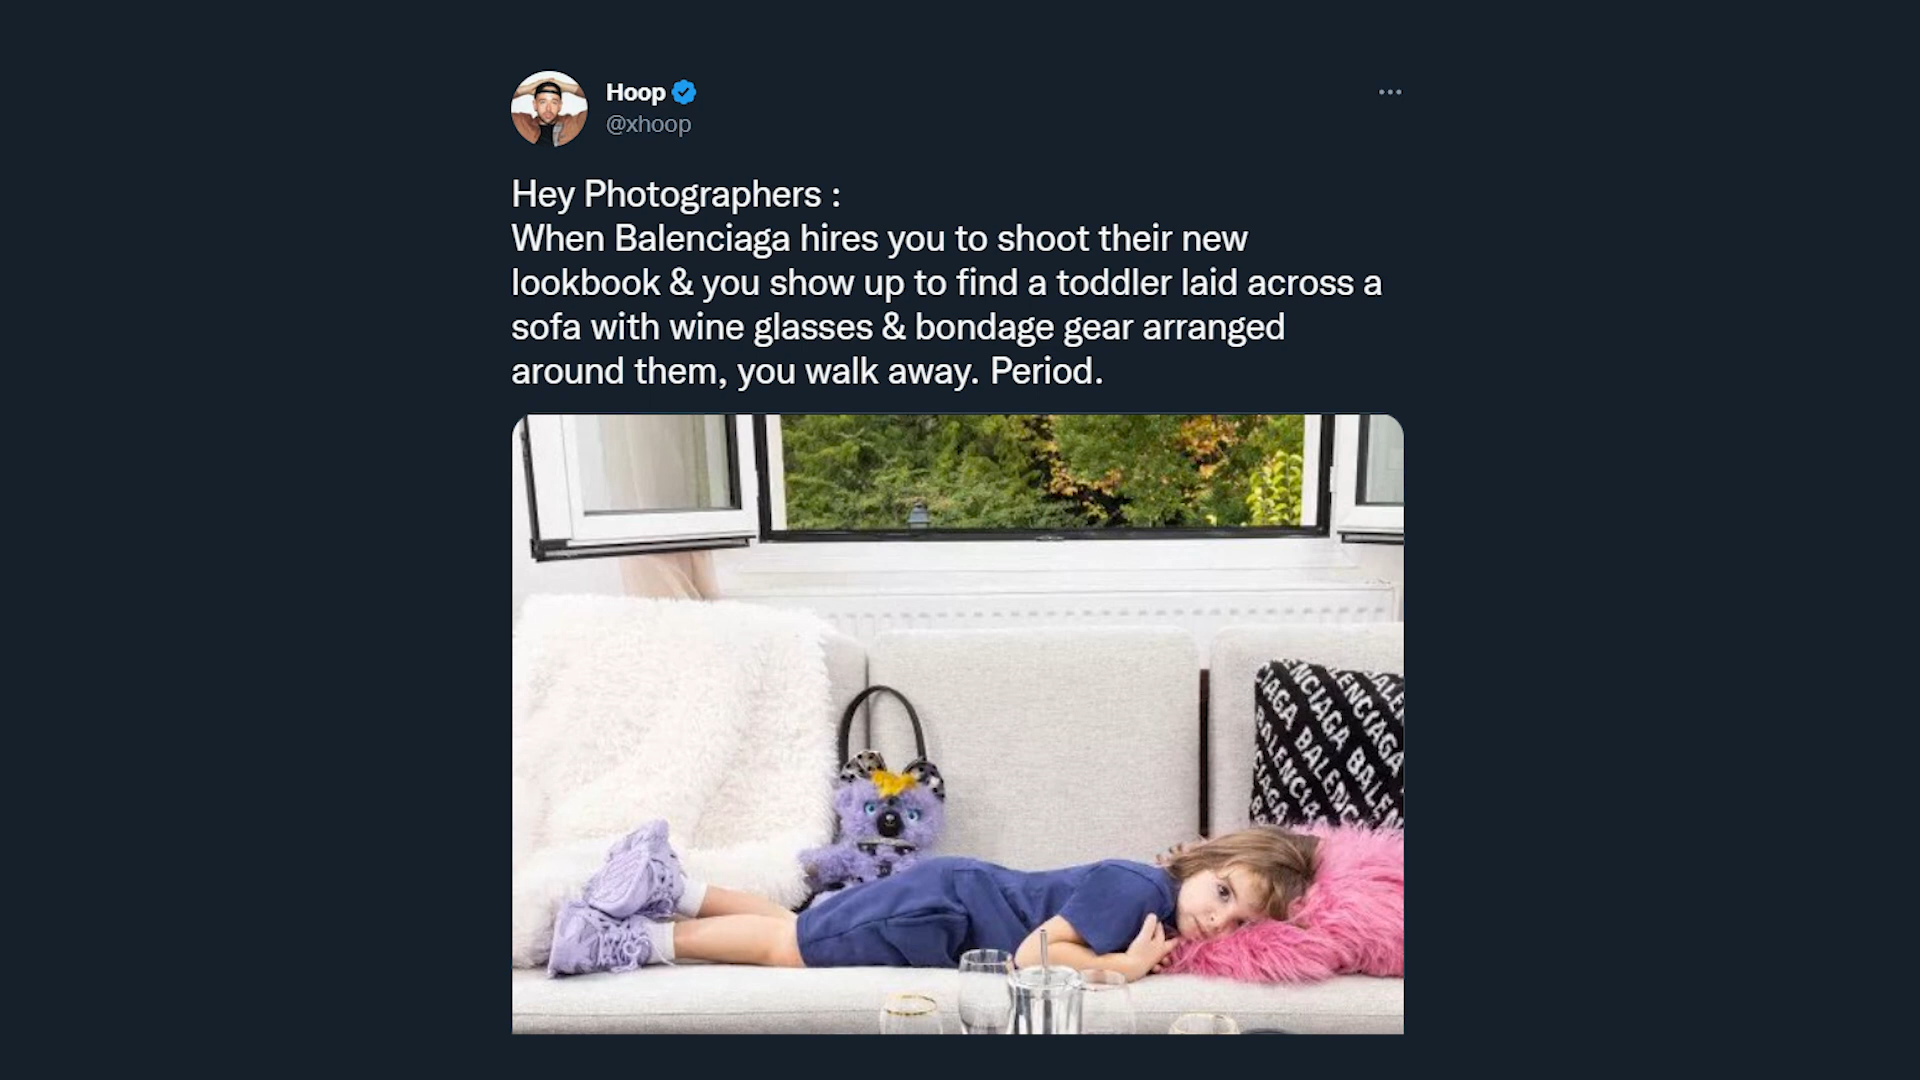 Hoop
@xhoop
Hey Photographers :
When Balenciaga hires you to shoot their new
lookbook & you show up to find a toddler laid across a
sofa with wine glasses & bondage gear arranged
around them, you walk away. Period.
BALENCIAGA